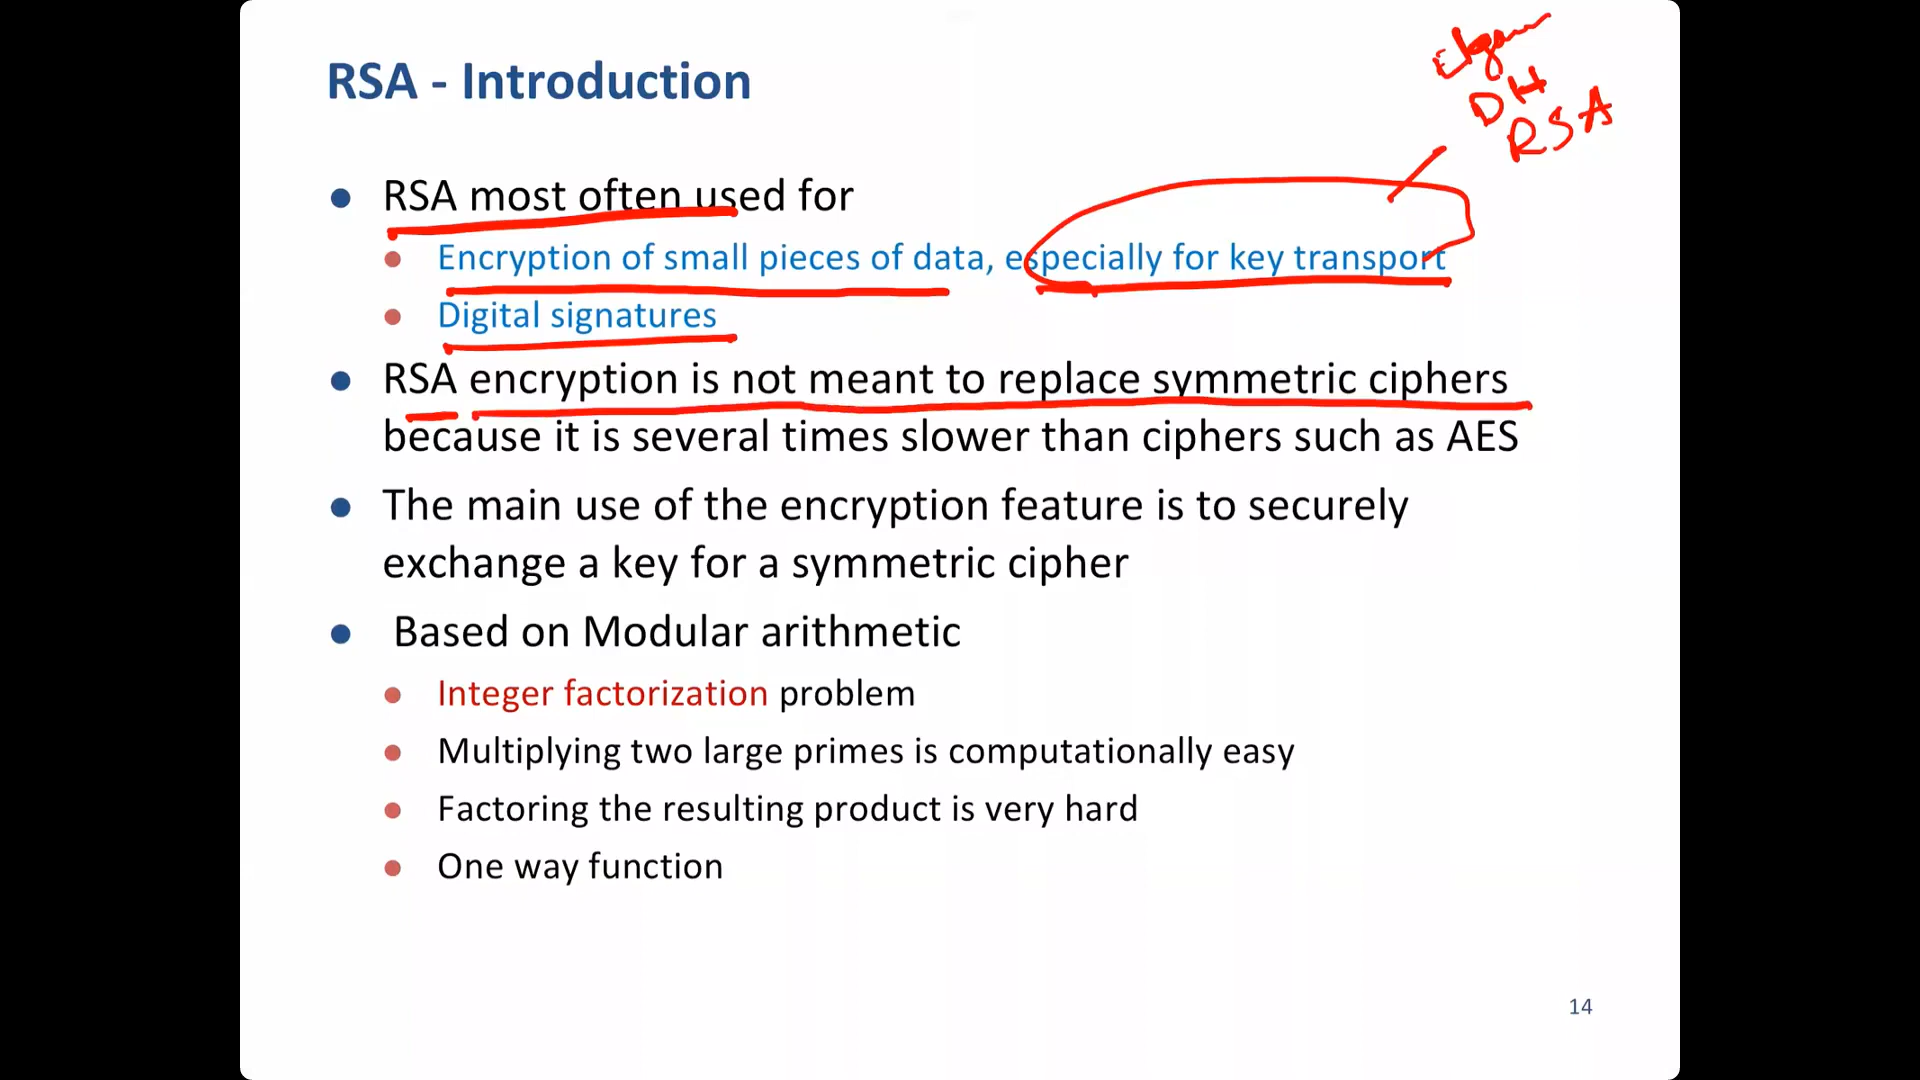 RSA - Introduction
DH
RSA
RSA most often used for
Encryption of small pieces of data, especially for key transport
Digital signatures
RSA encryption is not meant to replace symmetric ciphers
because it is several times slower than ciphers such as AES
The main use of the encryption feature is to securely
exchange a key for a symmetric cipher
Based on Modular arithmetic
Integer factorization problem
Multiplying two large primes is computationally easy
Factoring the resulting product is very hard
One way function
14